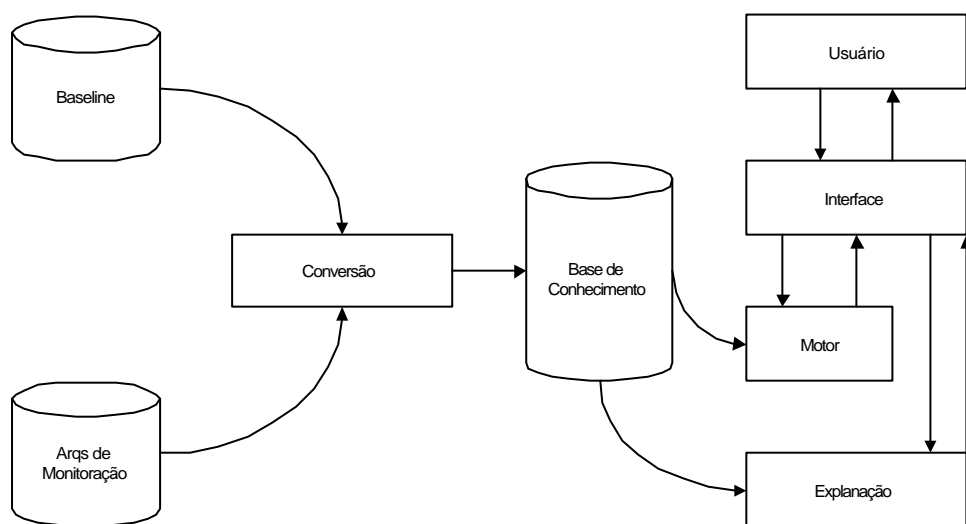 Baseline
Usuário
Interface
Conversão
Base de
Conhecimento
Motor
Arqs de
Monitoração
Explanação